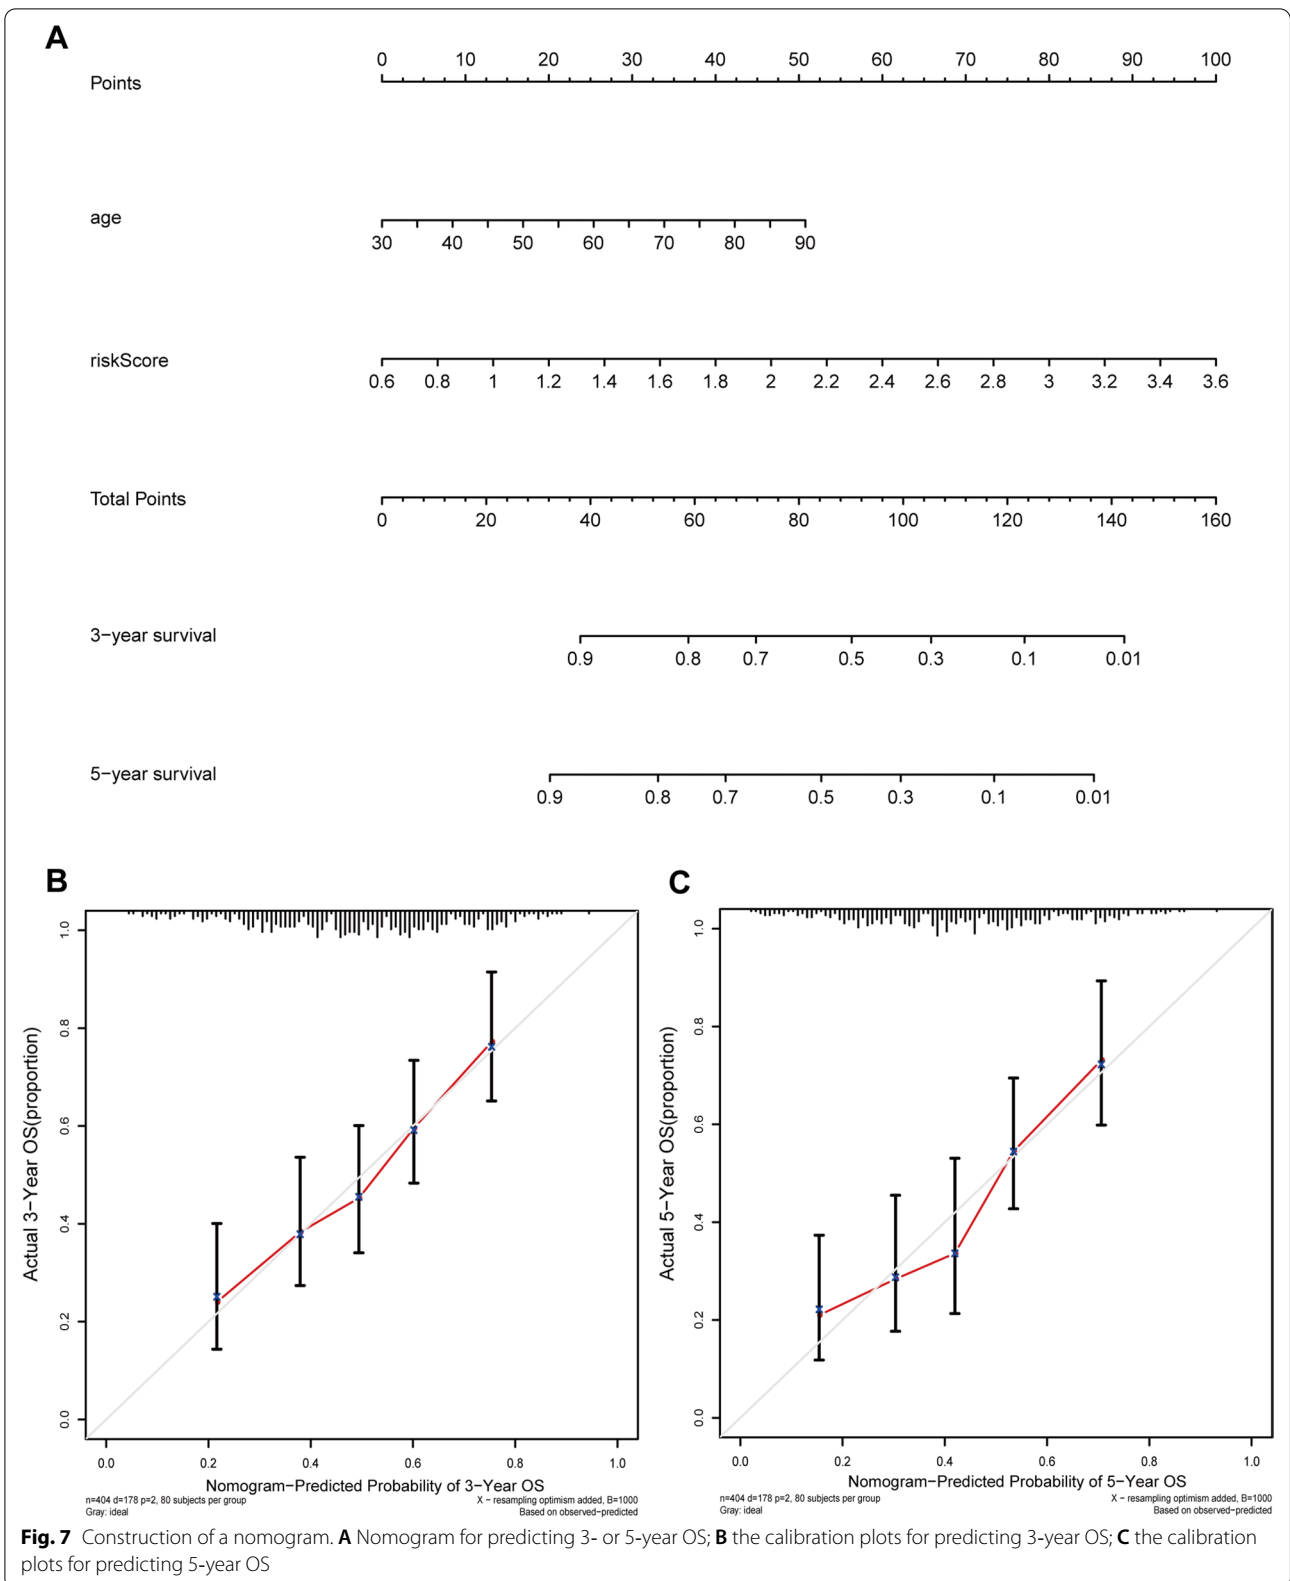 A
0 10 20 30 40 50 60 70 80 90 100
Points
age
30 40 50 60 70 80 90
riskScore
0.6 0.8 1 1.2 1.4 1.6 1.8 2 2.2 2.4 2.6 2.8 3 3.2 3.4 3.6
Total Points
0 20 40 60 80 100 120 140 160
3−year survival
0.9 0.8 0.7 0.5 0.3 0.1 0.01
5−year survival
0.9 0.8 0.7 0.5 0.3 0.1 0.01
B
Actual 3−Year OS(proportion)
1.0
0.8
0.6
0.4
0.2
0.0
0.0 0.2 0.4 0.6 0.8 1.0
Nomogram−Predicted Probability of 3−Year OS
n=404 d=178 p=2, 80 subjects per group
Gray: ideal
X − resampling optimism added, B=1000
Based on observed−predicted
C
Actual 5−Year OS(proportion)
1.0
0.8
0.6
0.4
0.2
0.0
0.0 0.2 0.4 0.6 0.8 1.0
Nomogram−Predicted Probability of 5−Year OS
n=404 d=178 p=2, 80 subjects per group
Gray: ideal
X − resampling optimism added, B=1000
Based on observed−predicted
Fig. 7 Construction of a nomogram. A Nomogram for predicting 3- or 5-year OS; B the calibration plots for predicting 3-year OS; C the calibration
plots for predicting 5-year OS